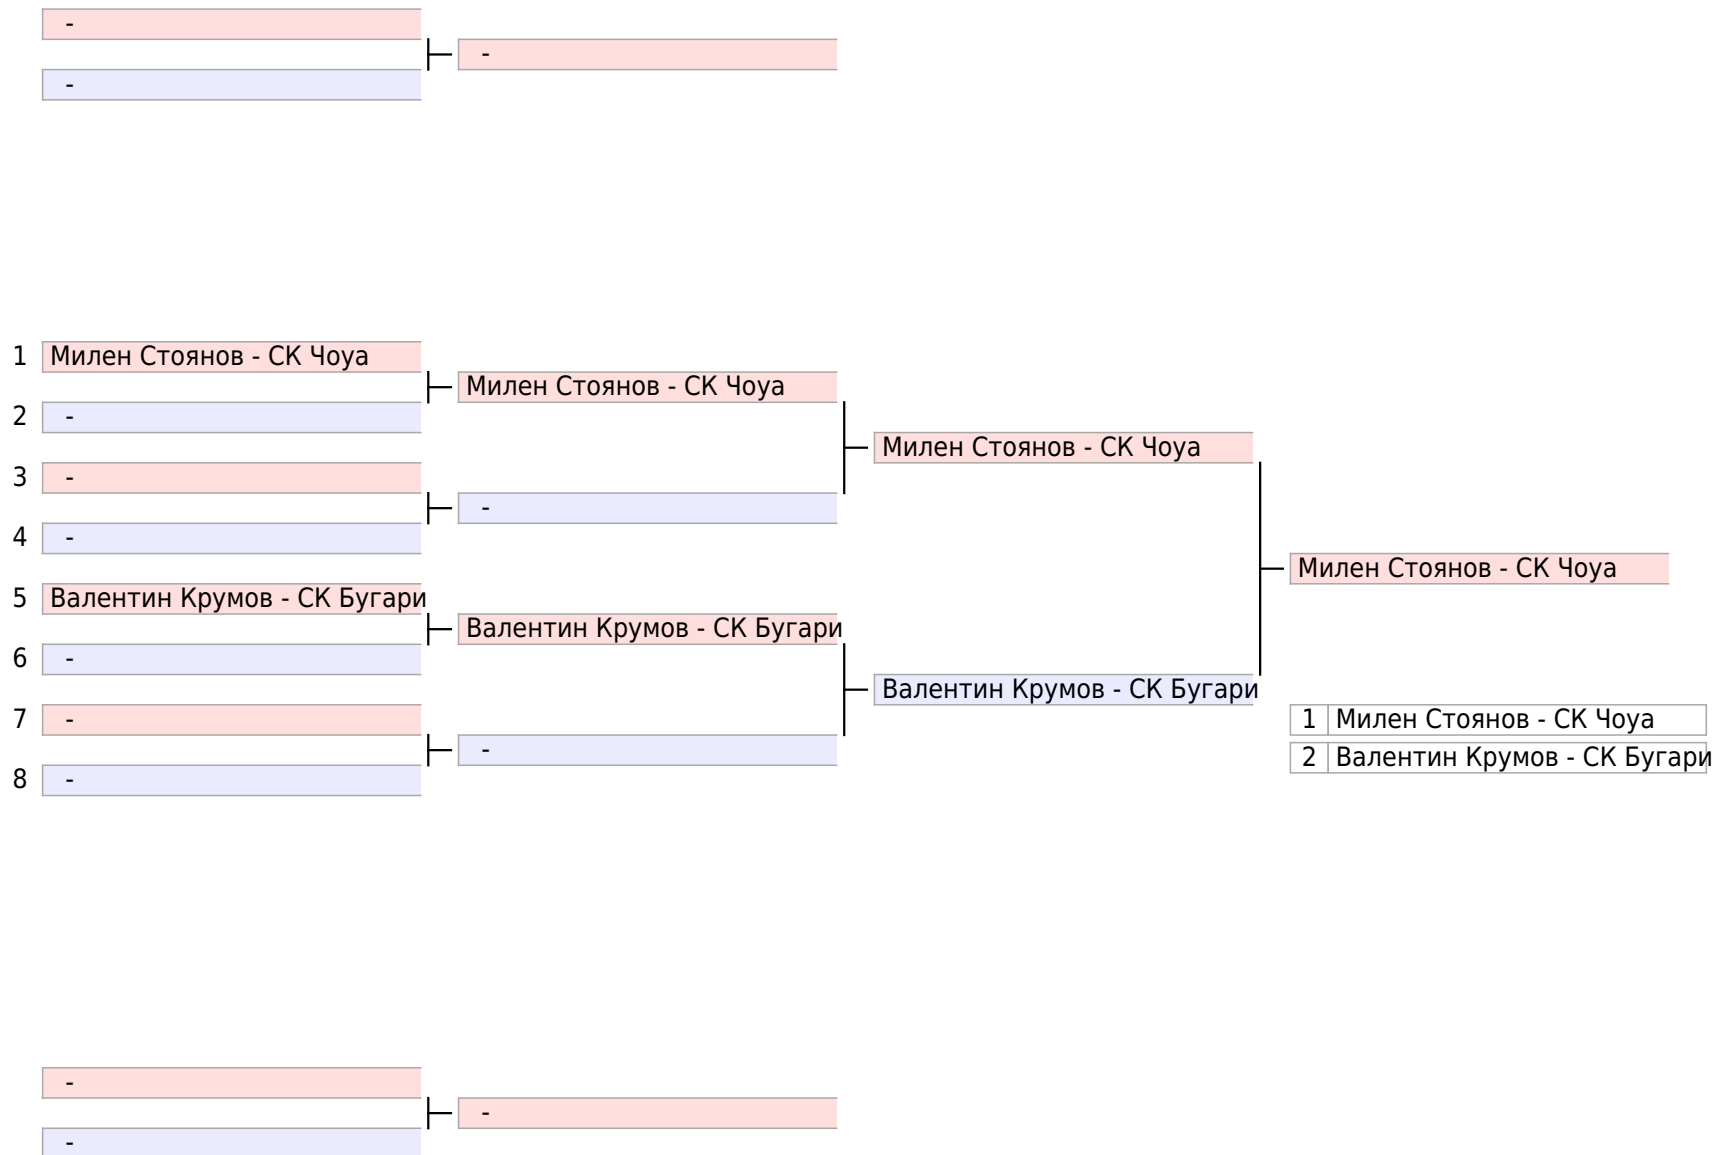 -
-
-
1 Милен Стоянов - СК Чоуа
Милен Стоянов - СК Чоуа
2 -
Милен Стоянов - СК Чоуа
3 -
-
4 -
Милен Стоянов - СК Чоуа
5 Валентин Крумов - СК Бугари
Валентин Крумов - СК Бугари
6 -
Валентин Крумов - СК Бугари
7 -
1 Милен Стоянов - СК Чоуа
-
2 Валентин Крумов - СК Бугари
8 -
-
-
-